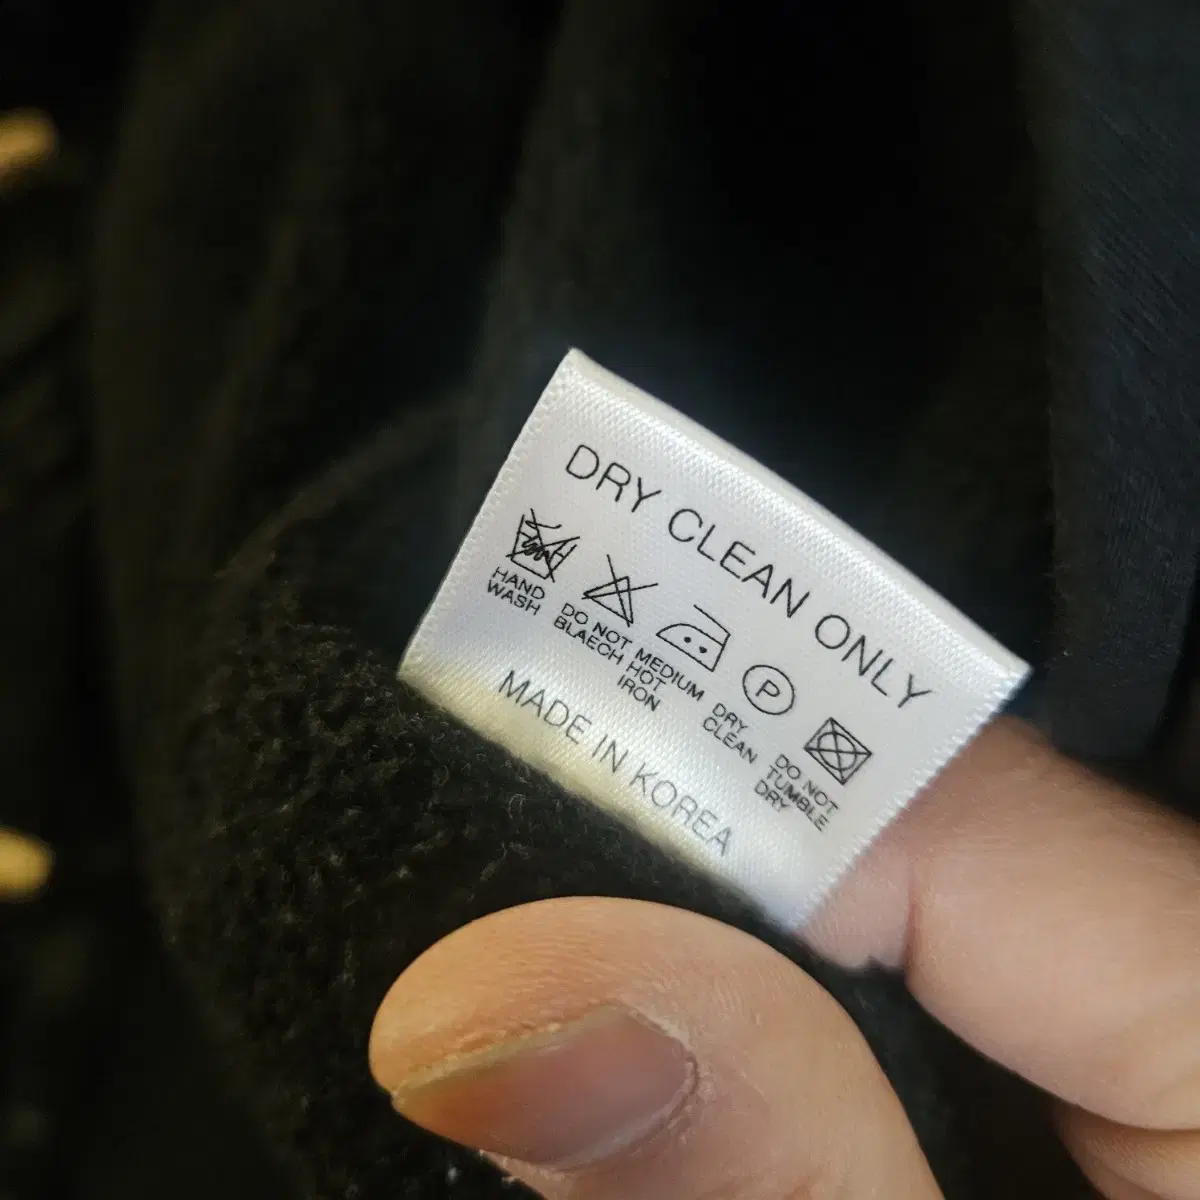 DRY CLEAN ONLY
HAND
WASH
DO NOT
BLAECH
MEDIUM
HOT
IRON
P
DRY
CLEAN
DO NOT
TUMBLE
DRY
MADE IN KOREA